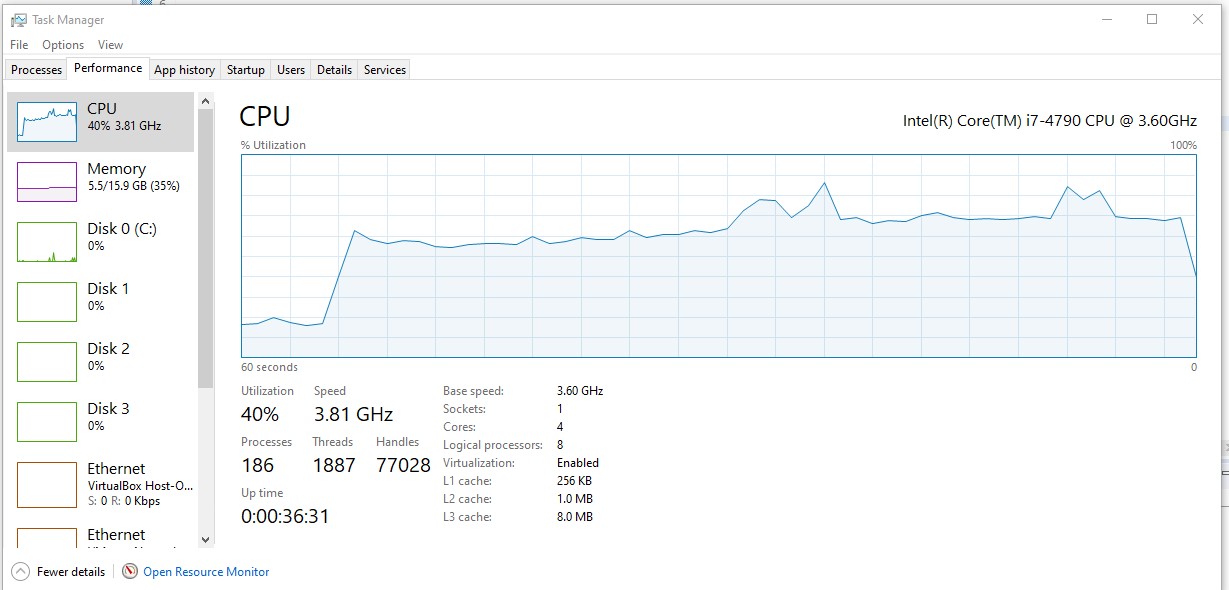 Task Manager
File Options View
Processes Performance App history Startup Users Details Services
CPU
40% 3.81 GHz
Memory
5.5/15.9 GB (35%)
Disk 0 (C:)
0%
Disk 1
0%
Disk 2
0%
Disk 3
0%
Ethernet
VirtualBox Host-O...
S: 0 R: 0 Kbps
Ethernet
CPU
Intel(R) Core(TM) i7-4790 CPU @ 3.60GHz
% Utilization 100%
60 seconds 0
Utilization Speed
40% 3.81 GHz
Processes Threads Handles
186 1887 77028
Up time
0:00:36:31
Base speed: 3.60 GHz
Sockets: 1
Cores: 4
Logical processors: 8
Virtualization: Enabled
L1 cache: 256 KB
L2 cache: 1.0 MB
L3 cache: 8.0 MB
Fewer details Open Resource Monitor